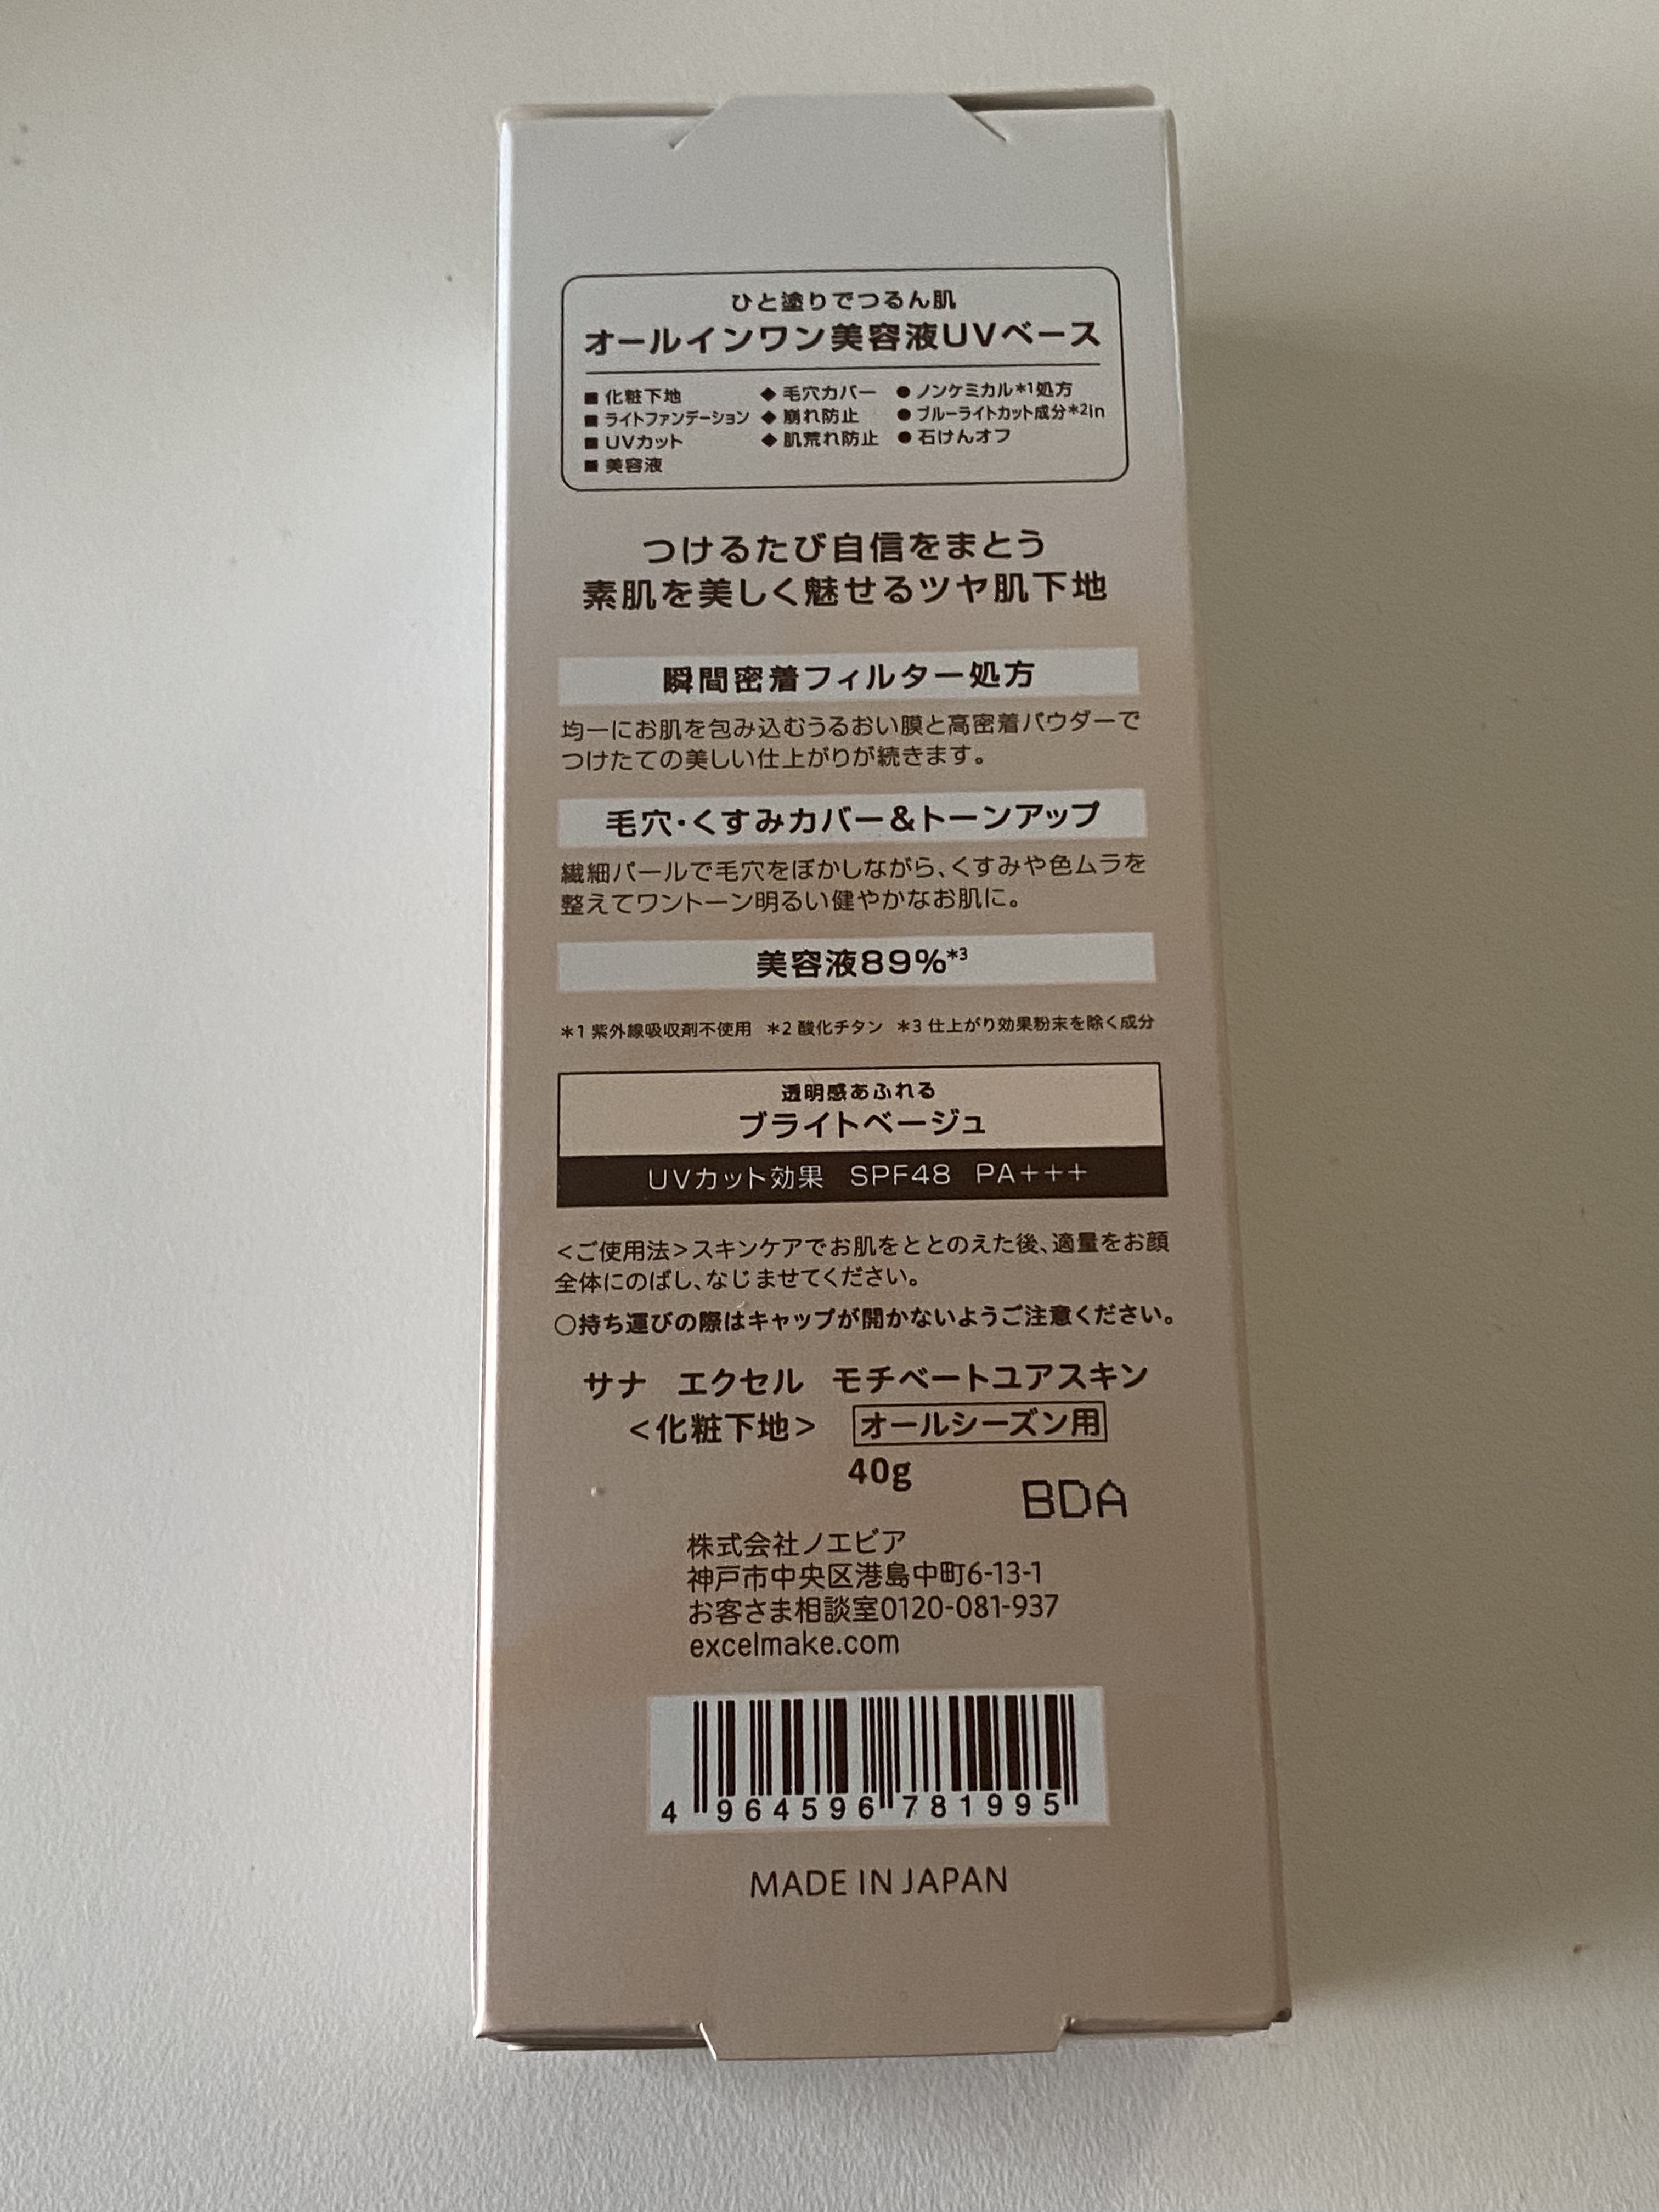 ひと塗りでつるん肌
オールインワン美容液UVベース
■ 化粧下地 ◆ 毛穴カバー ● ノンケミカル*1処方
■ ライトファンデーション ◆ 崩れ防止 ● ブルーライトカット成分*2in
■ UVカット ◆ 肌荒れ防止 ● 石けんオフ
■ 美容液
つけるたび自信をまとう
素肌を美しく魅せるツヤ肌下地
瞬間密着フィルター処方
均一にお肌を包み込むうるおい膜と高密着パウダーで
つけたての美しい仕上がりが続きます。
毛穴・くすみカバー&トーンアップ
繊細パールで毛穴をぼかしながら、くすみや色ムラを
整えてワントーン明るい健やかなお肌に。
美容液89%*3
*1 紫外線吸収剤不使用 *2 酸化チタン *3 仕上がり効果粉末を除く成分
透明感あふれる
ブライトベージュ
UVカット効果 SPF48 PA+++
<ご使用法>スキンケアでお肌をととのえた後、適量をお顔
全体にのばし、なじませてください。
○持ち運びの際はキャップが開かないようご注意ください。
サナ エクセル モチベートユアスキン
<化粧下地> オールシーズン用
40g
BDA
株式会社ノエビア
神戸市中央区港島中町6-13-1
お客さま相談室0120-081-937
excelmake.com
4 964596 781995
MADE IN JAPAN